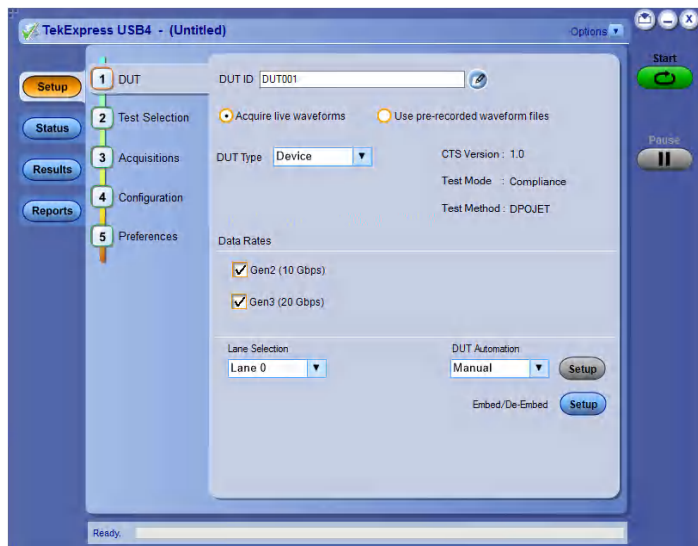 TekExpress USB4 - (Untitled)
Options
Start
Pause
Setup
Status
Results
Reports
1 DUT
2 Test Selection
3 Acquisitions
4 Configuration
5 Preferences
DUT ID DUT001
Acquire live waveforms
Use pre-recorded waveform files
DUT Type Device
CTS Version : 1.0
Test Mode : Compliance
Test Method : DPOJET
Data Rates
Gen2 (10 Gbps)
Gen3 (20 Gbps)
Lane Selection
Lane 0
DUT Automation
Manual
Setup
Embed/De-Embed
Setup
Ready.